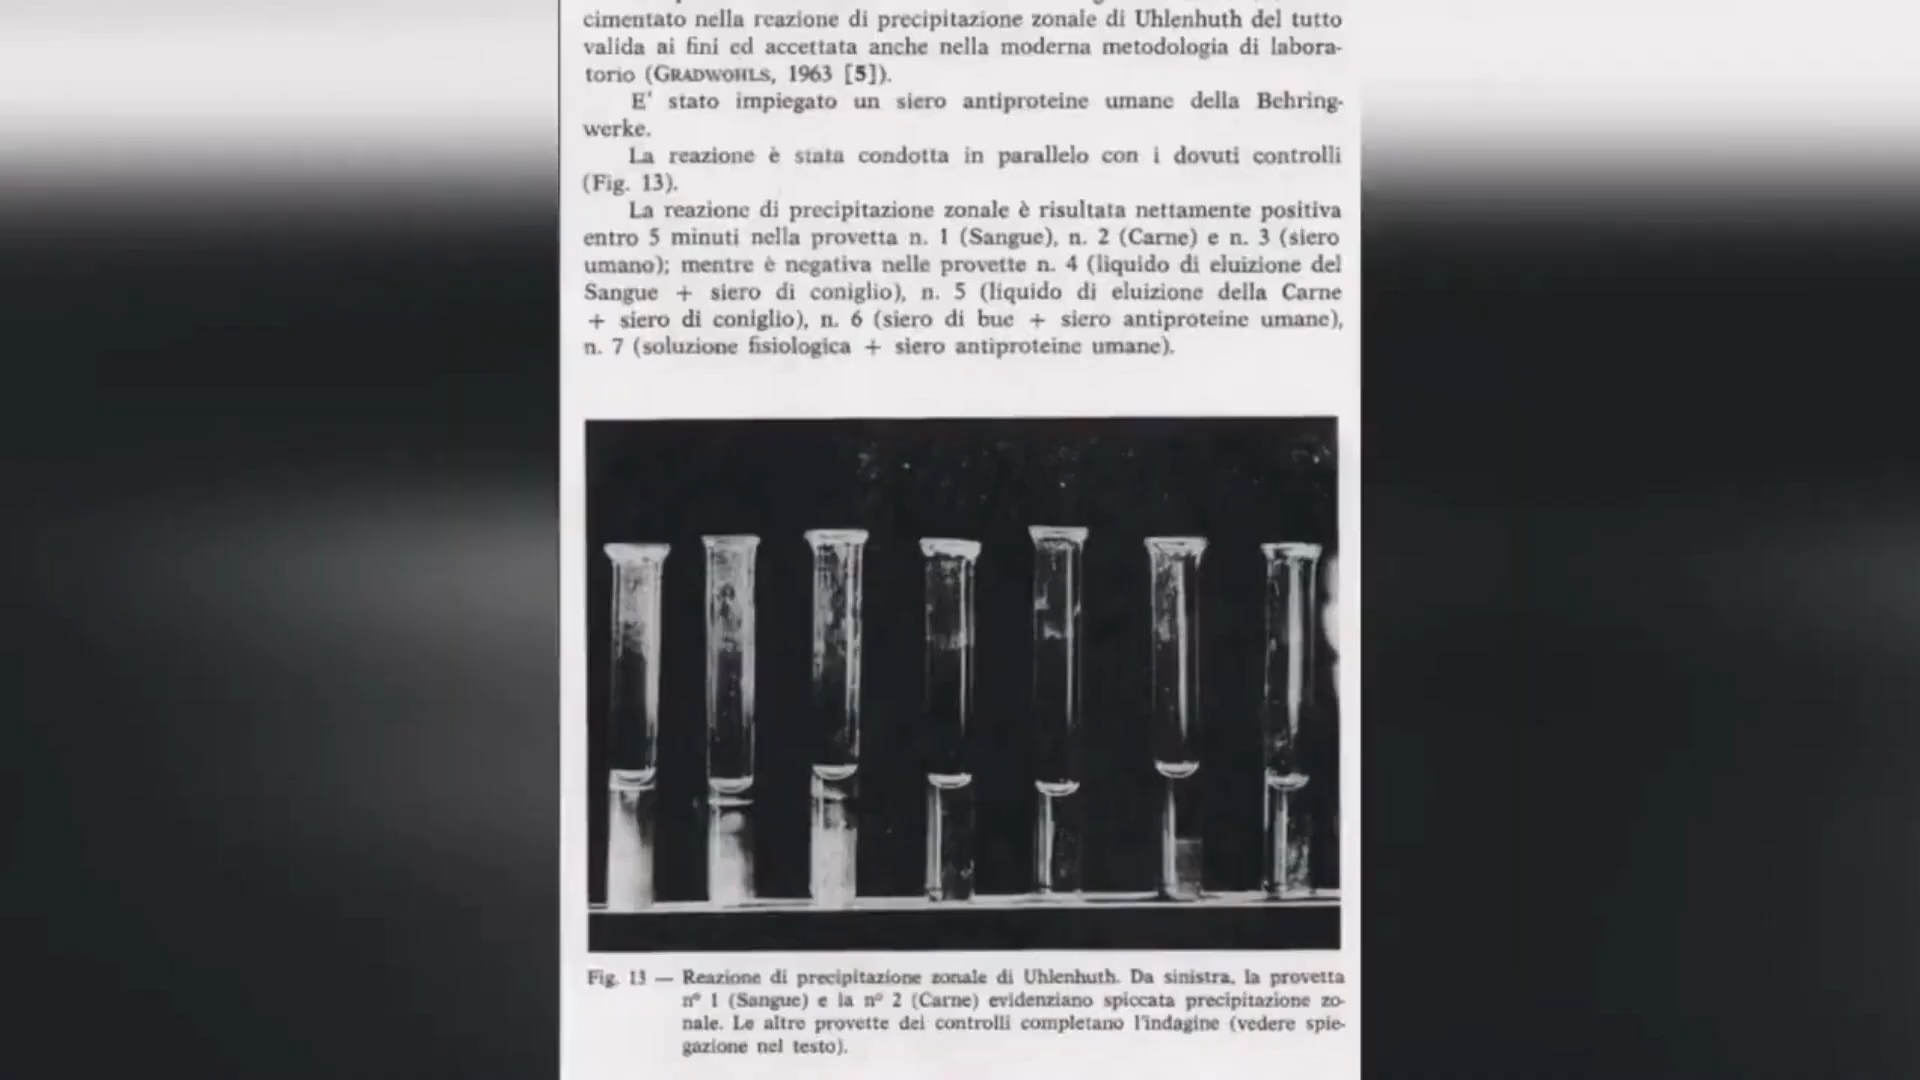 cimentato nella reazione di precipitazione zonale di Uhlenhuth del tutto
valida ai fini ed accettata anche nella moderna metodologia di labora-
torio (GRADWOHLS, 1963 [5]).
E' stato impiegato un siero antiproteine umane della Behring-
werke.
La reazione è stata condotta in parallelo con i dovuti controlli
(Fig. 13).
La reazione di precipitazione zonale è risultata nettamente positiva
entro 5 minuti nella provetta n. 1 (Sangue), n. 2 (Carne) e n. 3 (siero
umano); mentre è negativa nelle provette n. 4 (liquido di eluizione del
Sangue + siero di coniglio), n. 5 (liquido di eluizione della Carne
+ siero di coniglio), n. 6 (siero di bue + siero antiproteine umane),
n. 7 (soluzione fisiologica + siero antiproteine umane).
Fig. 13 — Reazione di precipitazione zonale di Uhlenhuth. Da sinistra, la provetta
n° 1 (Sangue) e la n° 2 (Carne) evidenziano spiccata precipitazione zo-
nale. Le altre provette dei controlli completano l'indagine (vedere spie-
gazione nel testo).